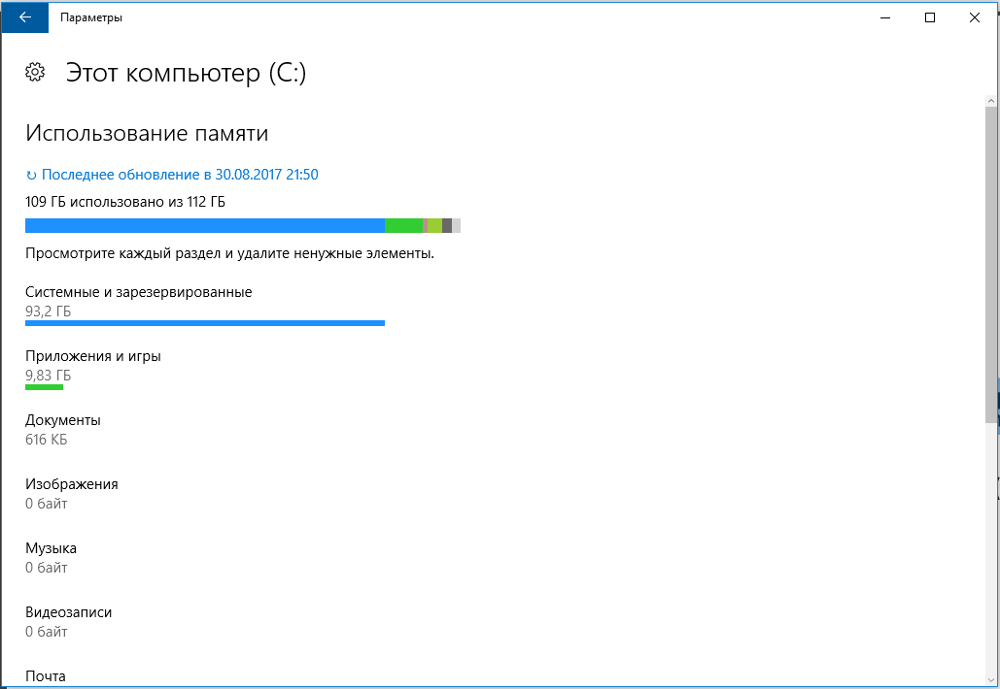 Параметры
Этот компьютер (C:)
Использование памяти
Последнее обновление в 30.08.2017 21:50
109 ГБ использовано из 112 ГБ
Просмотрите каждый раздел и удалите ненужные элементы.
Системные и зарезервированные
93,2 ГБ
Приложения и игры
9,83 ГБ
Документы
616 КБ
Изображения
0 байт
Музыка
0 байт
Видеозаписи
0 байт
Почта